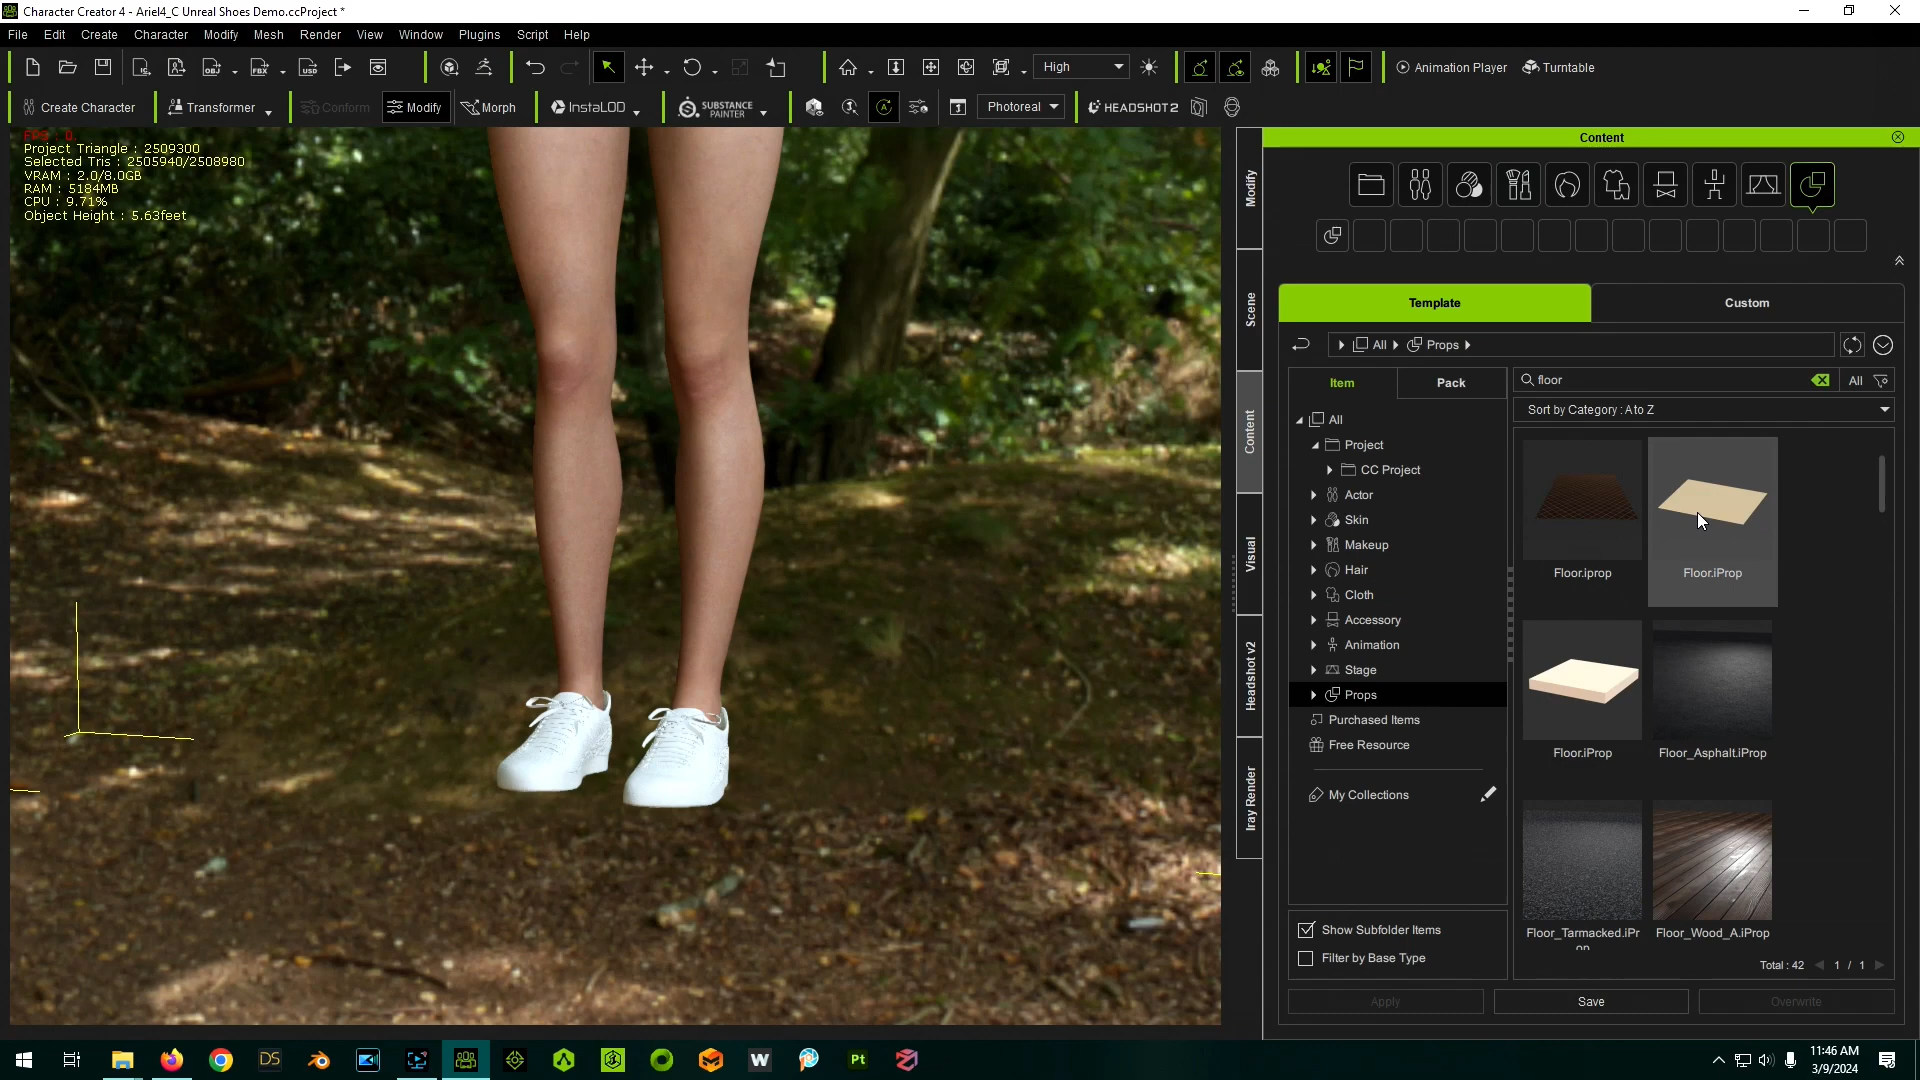 Character Creator 4 - Ariel4_C Unreal Shoes Demo.ccProject *
File Edit Create Character Modify Mesh Render View Window Plugins Script Help
High Animation Player Turntable
Create Character Transformer Conform Modify Morph InstaLOD SUBSTANCE PAINTER Photoreal HEADSHOT 2
FPS : 0
Project Triangle : 2509300
Selected Tris : 2505940/2508980
VRAM : 2.0/8.0GB
RAM : 5184MB
CPU : 9.71%
Object Height : 5.63feet
Modify
Scene
Content
Visual
Headshot v2
Iray Render
Content
Template Custom
All Props
Item Pack
floor All
Sort by Category : A to Z
All
Project
CC Project
Actor
Skin
Makeup
Hair
Cloth
Accessory
Animation
Stage
Props
Purchased Items
Free Resource
My Collections
Show Subfolder Items
Filter by Base Type
Floor.iprop Floor.iProp
Floor.iProp Floor_Asphalt.iProp
Floor_Tarmacked.iPr
op
Floor_Wood_A.iProp
Total : 42 1 / 1
Apply Save Overwrite
DS W Pt
11:46 AM
3/9/2024